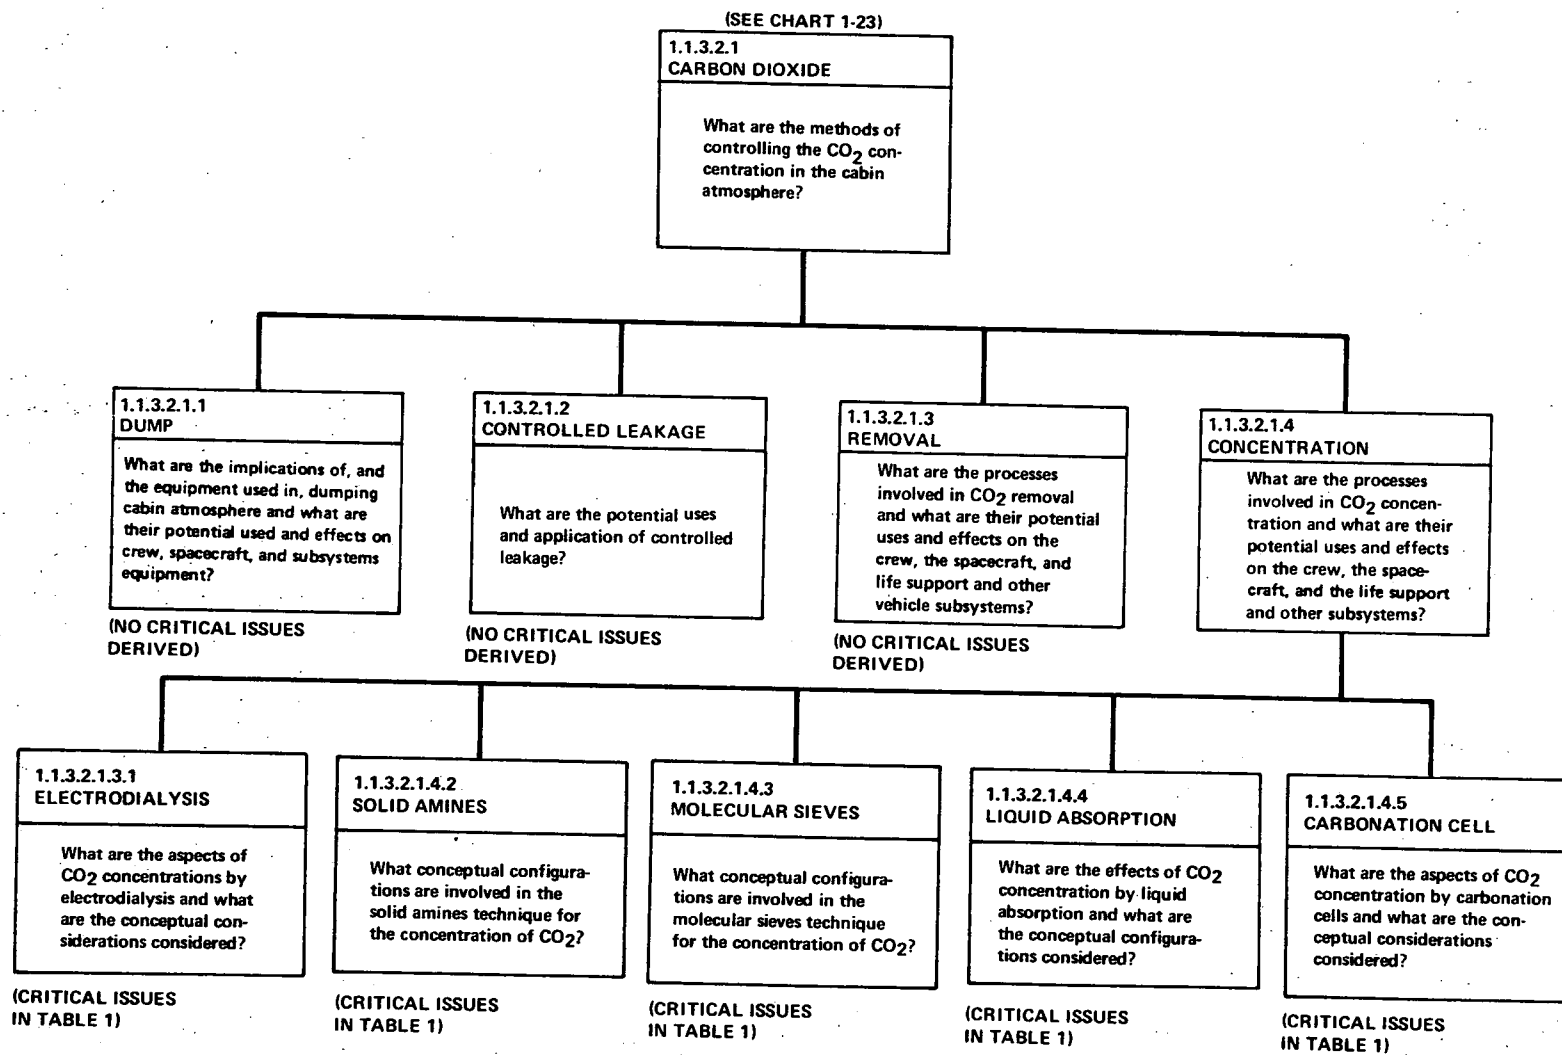 (SEE CHART 1-23)
1.1.3.2.1
CARBON DIOXIDE
What are the methods of
controlling the CO2 con-
centration in the cabin
atmosphere?
1.1.3.2.1.1
DUMP
What are the implications of, and
the equipment used in, dumping
cabin atmosphere and what are
their potential used and effects on
crew, spacecraft, and subsystems
equipment?
(NO CRITICAL ISSUES
DERIVED)
1.1.3.2.1.2
CONTROLLED LEAKAGE
What are the potential uses
and application of controlled
leakage?
(NO CRITICAL ISSUES
DERIVED)
1.1.3.2.1.3
REMOVAL
What are the processes
involved in CO2 removal
and what are their potential
uses and effects on the
crew, the spacecraft, and
life support and other
vehicle subsystems?
(NO CRITICAL ISSUES
DERIVED)
1.1.3.2.1.4
CONCENTRATION
What are the processes
involved in CO2 concen-
tration and what are their
potential uses and effects
on the crew, the space-
craft, and the life support
and other subsystems?
1.1.3.2.1.3.1
ELECTRODIALYSIS
What are the aspects of
CO2 concentrations by
electrodialysis and what
are the conceptual con-
siderations considered?
(CRITICAL ISSUES
IN TABLE 1)
1.1.3.2.1.4.2
SOLID AMINES
What conceptual configura-
tions are involved in the
solid amines technique for
the concentration of CO2?
(CRITICAL ISSUES
IN TABLE 1)
1.1.3.2.1.4.3
MOLECULAR SIEVES
What conceptual configura-
tions are involved in the
molecular sieves technique
for the concentration of CO2?
(CRITICAL ISSUES
IN TABLE 1)
1.1.3.2.1.4.4
LIQUID ABSORPTION
What are the effects of CO2
concentration by liquid
absorption and what are
the conceptual configura-
tions considered?
(CRITICAL ISSUES
IN TABLE 1)
1.1.3.2.1.4.5
CARBONATION CELL
What are the aspects of CO2
concentration by carbonation
cells and what are the con-
ceptual considerations
considered?
(CRITICAL ISSUES
IN TABLE 1)